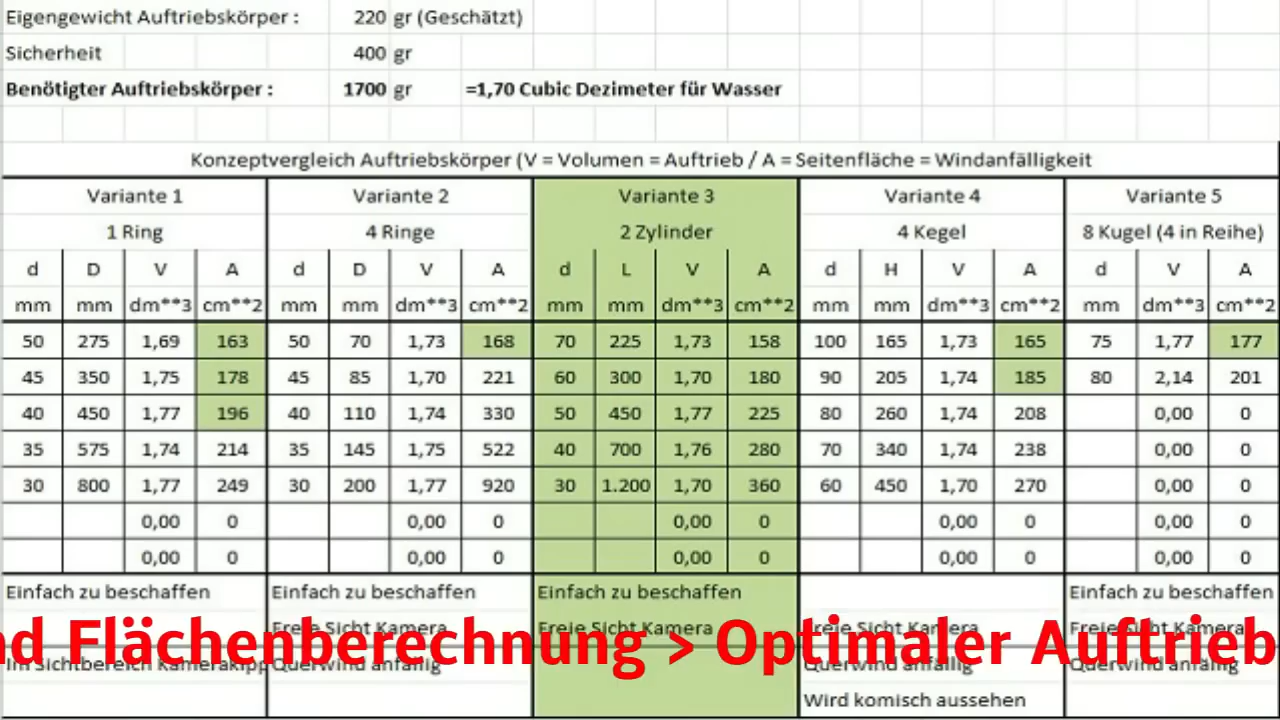 Eigengewicht Auftriebskörper : 220 gr (Geschätzt)
Sicherheit 400 gr
Benötigter Auftriebskörper : 1700 gr =1,70 Cubic Dezimeter für Wasser
Konzeptvergleich Auftriebskörper (V = Volumen = Auftrieb / A = Seitenfläche = Windanfälligkeit
Variante 1 Variante 2 Variante 3 Variante 4 Variante 5
1 Ring 4 Ringe 2 Zylinder 4 Kegel 8 Kugel (4 in Reihe)
d D V A d D V A d L V A d H V A d V A
mm mm dm**3 cm**2 mm mm dm**3 cm**2 mm mm dm**3 cm**2 mm mm dm**3 cm**2 mm dm**3 cm**2
50 275 1,69 163 50 70 1,73 168 70 225 1,73 158 100 165 1,73 165 75 1,77 177
45 350 1,75 178 45 85 1,70 221 60 300 1,70 180 90 205 1,74 185 80 2,14 201
40 450 1,77 196 40 110 1,74 330 50 450 1,77 225 80 260 1,74 208 0,00 0
35 575 1,74 214 35 145 1,75 522 40 700 1,76 280 70 340 1,74 238 0,00 0
30 800 1,77 249 30 200 1,77 920 30 1.200 1,70 360 60 450 1,70 270 0,00 0
0,00 0 0,00 0 0,00 0 0,00 0 0,00 0
0,00 0 0,00 0 0,00 0 0,00 0 0,00 0
Einfach zu beschaffen Einfach zu beschaffen Einfach zu beschaffen Einfach zu beschaffen
Freie Sicht Kamera Freie Sicht Kamera Freie Sicht Kamera Freie Sicht Kamera
nd Flächenberechnung > Optimaler Auftrieb
Im Sichtbereich Kamerakipp Querwind anfällig Querwind anfällig Querwind anfällig
Wird komisch aussehen